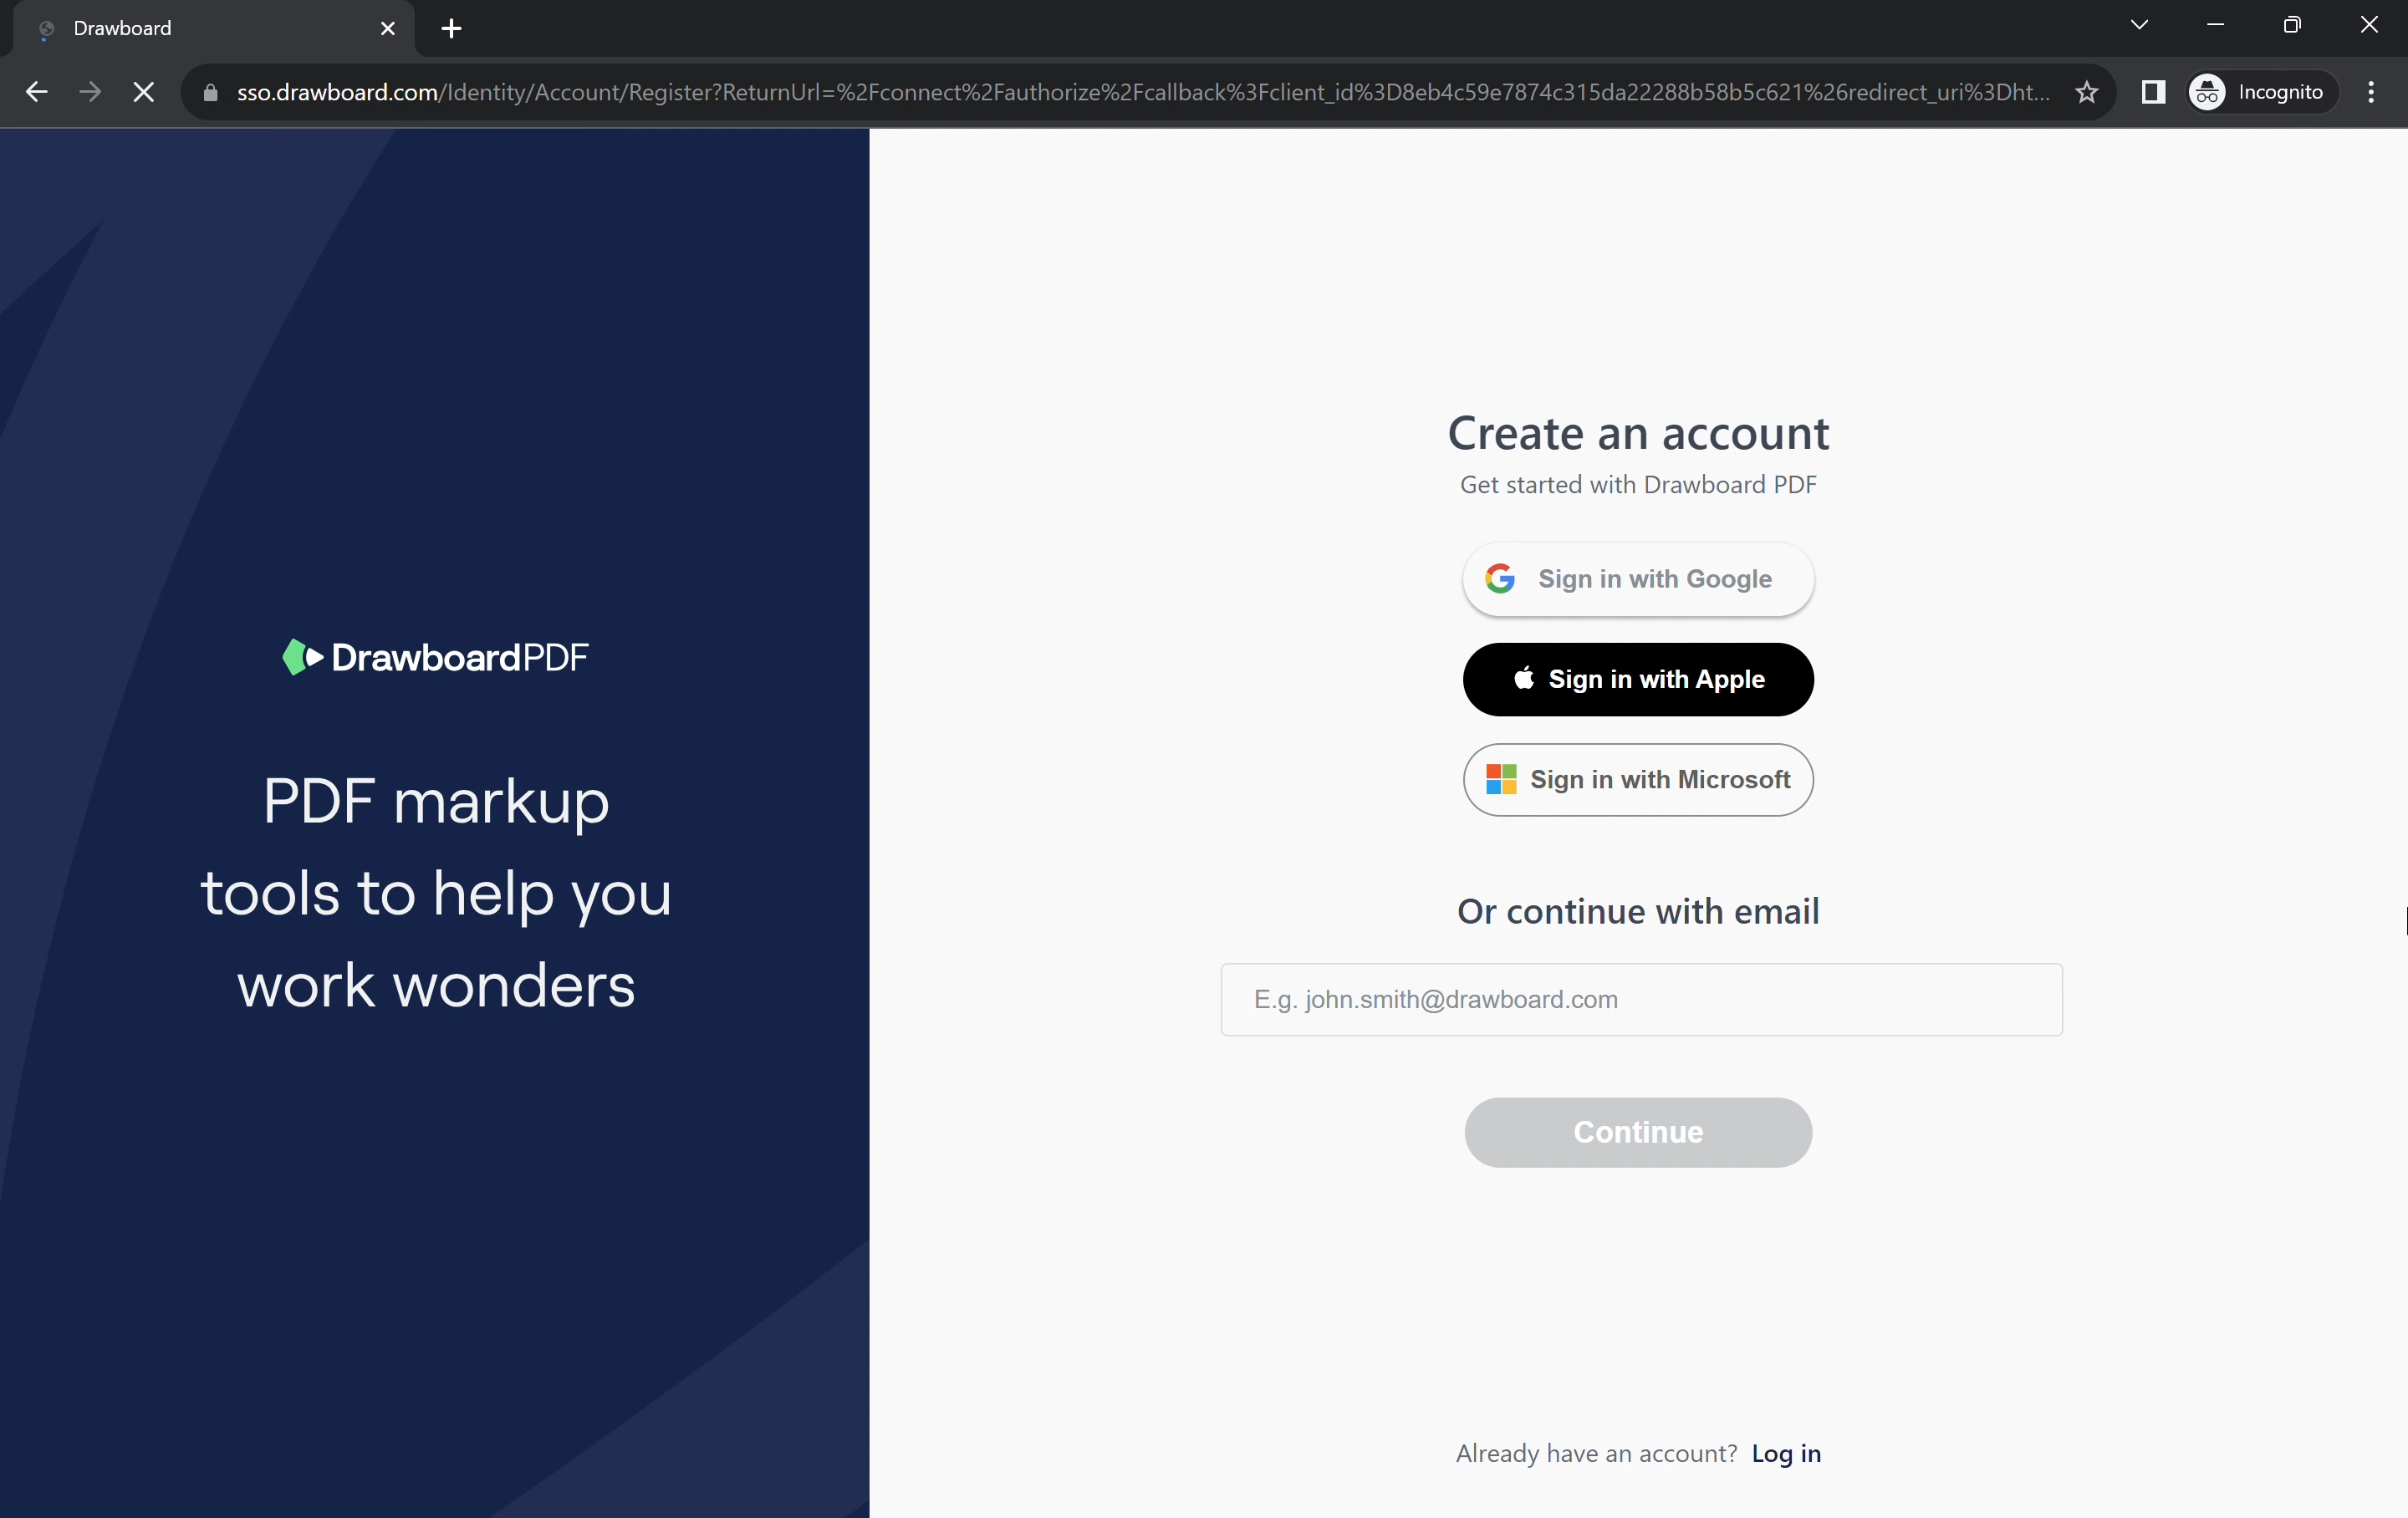 Drawboard
sso.drawboard.com/Identity/Account/Register?ReturnUrl=%2Fconnect%2Fauthorize%2Fcallback%3Fclient_id%3D8eb4c59e7874c315da22288b58b5c621%26redirect_uri%3Dht...
Incognito
DrawboardPDF
PDF markup
tools to help you
work wonders
Create an account
Get started with Drawboard PDF
Sign in with Google
Sign in with Apple
Sign in with Microsoft
Or continue with email
E.g. john.smith@drawboard.com
Continue
Already have an account? Log in